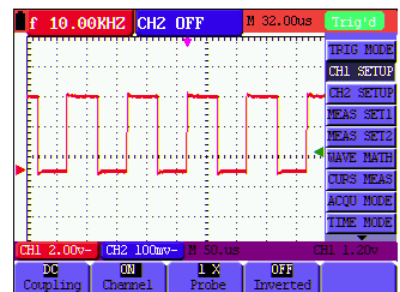 f 10.00KHZ CH2 OFF M 32.00us Trig'd
TRIG MODE
CH1 SETUP
CH2 SETUP
MEAS SET1
MEAS SET2
WAVE MATH
CURS MEAS
ACQU MODE
TIME MODE
CH1 2.00v- CH2 100mv- M 50.us CH1 1.20v
DC ON 1 X OFF
Coupling Channel Probe Inverted